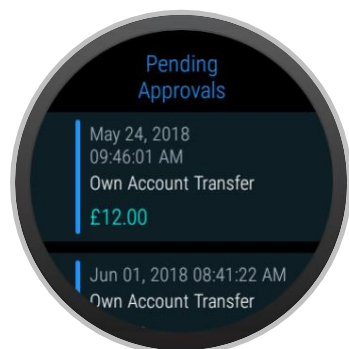 Pending
Approvals
May 24, 2018
09:46:01 AM
Own Account Transfer
£12.00
Jun 01, 2018 08:41:22 AM
Own Account Transfer